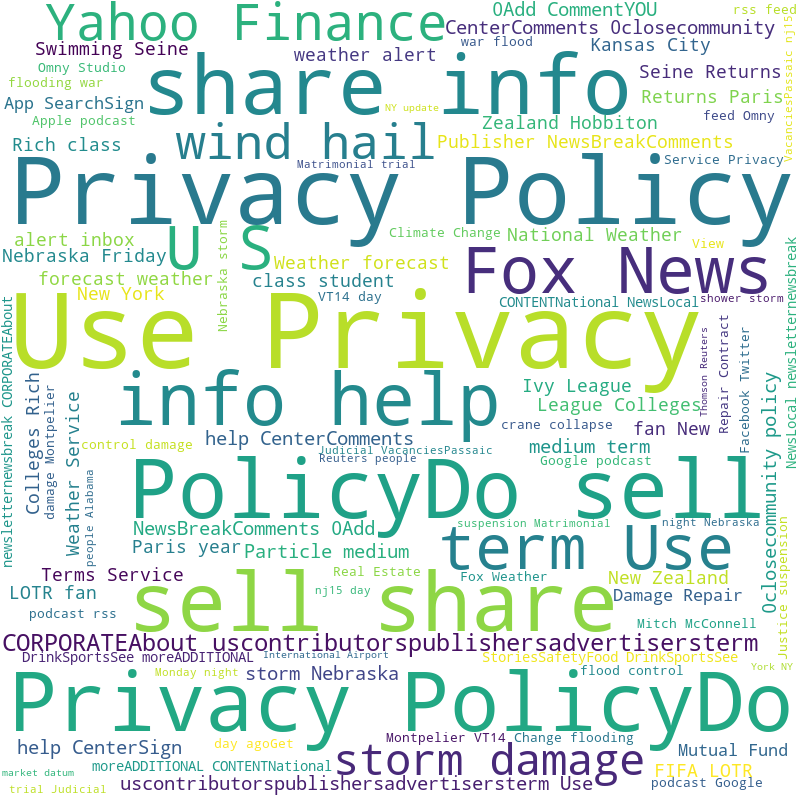 Yahoo Finance
0Add CommentYOU
rss feed
CenterComments Oclosecommunity
Swimming Seine
weather alert
war flood
Kansas City
Omny Studio
flooding war
share info
Seine Returns
App SearchSign
NY update
Returns Paris
Apple podcast
Zealand Hobbiton
feed Omny
VacanciesPassaic nj15
Rich class
wind hail
Publisher NewsBreakComments
Matrimonial trial
Service Privacy
Privacy Policy
alert inbox
U S
Nebraska storm
Climate Change
National Weather
View
Nebraska Friday
Weather forecast
Fox News
forecast weather
class student
New York
VT14 day
CONTENTNational NewsLocal
shower storm
NewsLocal newsletternewsbreak
newsletternewsbreak CORPORATEAbout
Use Privacy
Thomson Reuters
Repair Contract
info help
Ivy League
League Colleges
Facebook Twitter
Oclosecommunity policy
Colleges Rich
damage Montpelier
Weather Service
people Alabama
crane collapse
fan New
control damage
help CenterComments
medium term
Judicial VacanciesPassaic
Reuters people
Google podcast
PolicyDo sell
NewsBreakComments 0Add
suspension Matrimonial
night Nebraska
Justice suspension
Paris year
Particle medium
term Use
Terms Service
Real Estate
Fox Weather
New Zealand
LOTR fan
nj15 day
Damage Repair
podcast rss
sell share
Mitch McConnell
CORPORATEAbout uscontributorspublishersadvertisersterm
DrinkSportsSee moreADDITIONAL
International Airport
StoriesSafetyFood DrinkSportsSee
Monday night
storm Nebraska
flood control
York NY
Privacy PolicyDo
help CenterSign
day agoGet
Montpelier VT14
Change flooding
storm damage
Mutual Fund
market datum
moreADDITIONAL CONTENTNational
FIFA LOTR
trial Judicial
uscontributorspublishersadvertisersterm Use
podcast Google